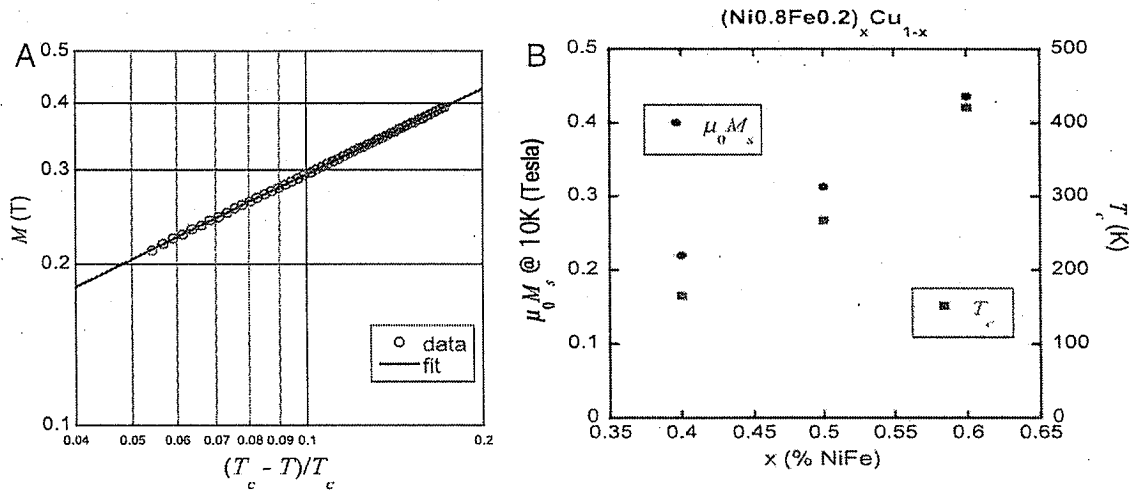 A
M (T)
0.5
0.4
0.3
0.2
0.1
data
fit
0.04
0.05
0.06
0.07
0.08
0.09
0.1
0.2
(Tc - T)/Tc
B
(Ni0.8Fe0.2)xCu1-x
μ0Ms @ 10K (Tesla)
0.5
0.4
0.3
0.2
0.1
0
μ0Ms
Tc
500
400
300
200
100
0
Tc (K)
0.35
0.4
0.45
0.5
0.55
0.6
0.65
x (% NiFe)